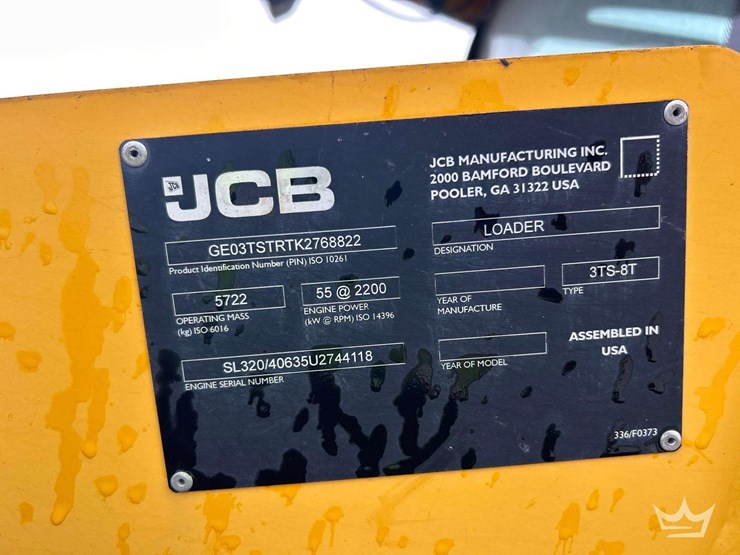 JCB
JCB MANUFACTURING INC.
2000 BAMFORD BOULEVARD
POOLER, GA 31322 USA
GE03TSTRTK2768822
Product Identification Number (PIN) ISO 10261
LOADER
DESIGNATION
5722
OPERATING MASS
(kg) ISO 6016
55 @ 2200
ENGINE POWER
(kW @ RPM) ISO 14396
YEAR OF
MANUFACTURE
3TS-8T
TYPE
SL320/40635U2744118
ENGINE SERIAL NUMBER
YEAR OF MODEL
ASSEMBLED IN
USA
336/F0373